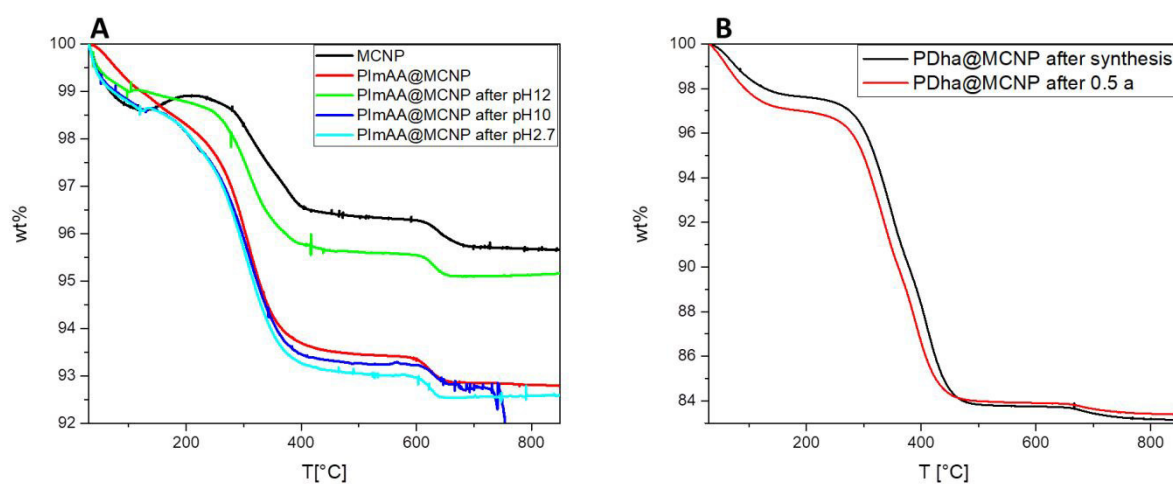 A
B
100
99
98
97
96
95
94
93
92
wt%
200
400
600
800
T[°C]
MCNP
PImAA@MCNP
PImAA@MCNP after pH12
PImAA@MCNP after pH10
PImAA@MCNP after pH2.7
100
98
96
94
92
90
88
86
84
wt%
200
400
600
800
T [°C]
PDha@MCNP after synthesis
PDha@MCNP after 0.5 a